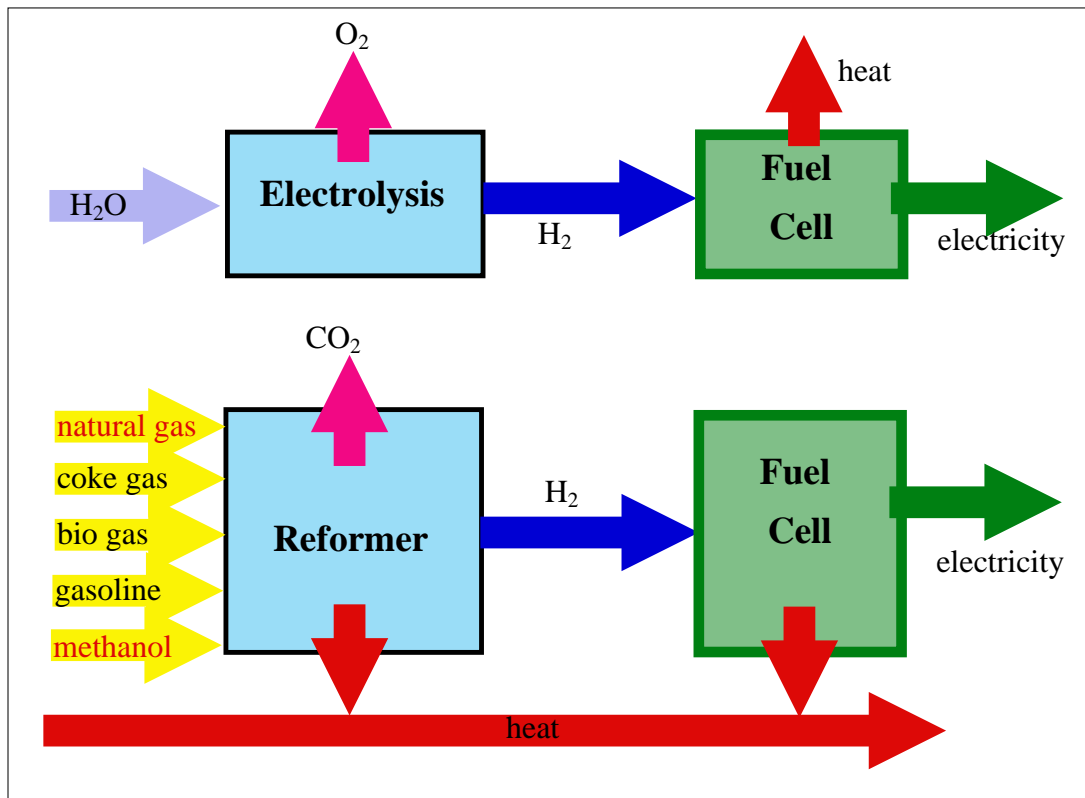 O₂
heat
Fuel
Cell
Electrolysis
H₂O
H₂
electricity
CO₂
natural gas
coke gas
bio gas
gasoline
methanol
Reformer
H₂
Fuel
Cell
electricity
heat